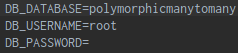 DB_DATABASE=polymorphicmanytomany
DB_USERNAME=root
DB_PASSWORD=